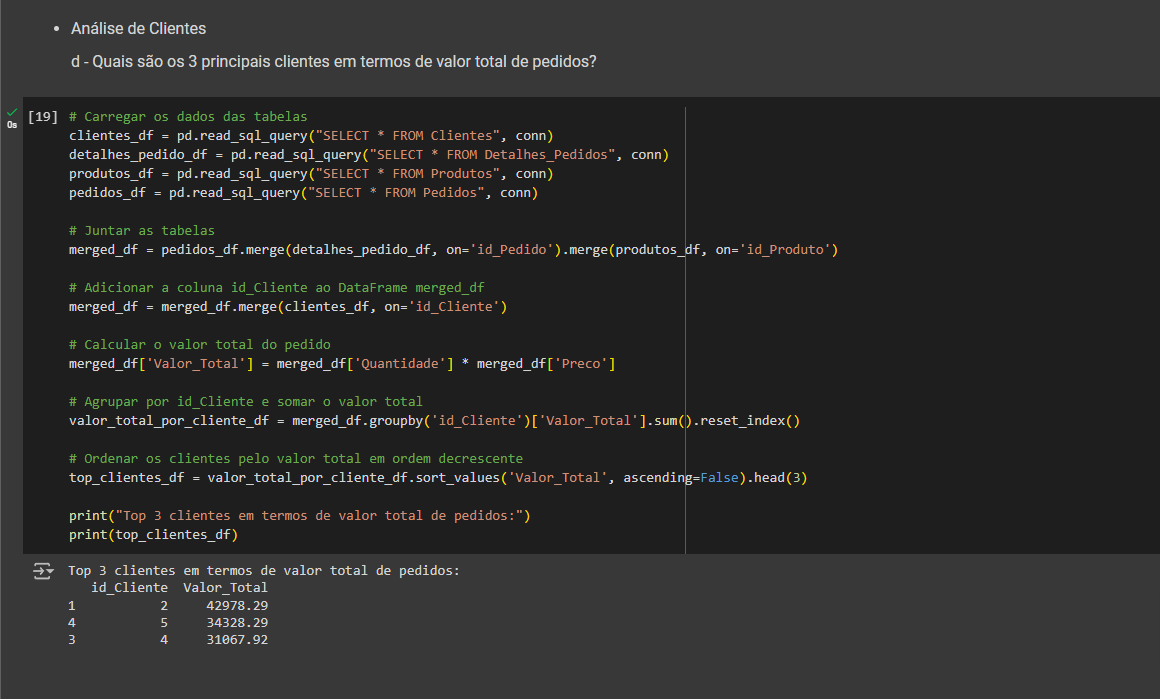 • Análise de Clientes
d - Quais são os 3 principais clientes em termos de valor total de pedidos?
[19] # Carregar os dados das tabelas
0s
clientes_df = pd.read_sql_query("SELECT * FROM Clientes", conn)
detalhes_pedido_df = pd.read_sql_query("SELECT * FROM Detalhes_Pedidos", conn)
produtos_df = pd.read_sql_query("SELECT * FROM Produtos", conn)
pedidos_df = pd.read_sql_query("SELECT * FROM Pedidos", conn)
# Juntar as tabelas
merged_df = pedidos_df.merge(detalhes_pedido_df, on='id_Pedido').merge(produtos_df, on='id_Produto')
# Adicionar a coluna id_Cliente ao DataFrame merged_df
merged_df = merged_df.merge(clientes_df, on='id_Cliente')
# Calcular o valor total do pedido
merged_df['Valor_Total'] = merged_df['Quantidade'] * merged_df['Preco']
# Agrupar por id_Cliente e somar o valor total
valor_total_por_cliente_df = merged_df.groupby('id_Cliente')['Valor_Total'].sum().reset_index()
# Ordenar os clientes pelo valor total em ordem decrescente
top_clientes_df = valor_total_por_cliente_df.sort_values('Valor_Total', ascending=False).head(3)
print("Top 3 clientes em termos de valor total de pedidos:")
print(top_clientes_df)
Top 3 clientes em termos de valor total de pedidos:
id_Cliente Valor_Total
1 2 42978.29
4 5 34328.29
3 4 31067.92